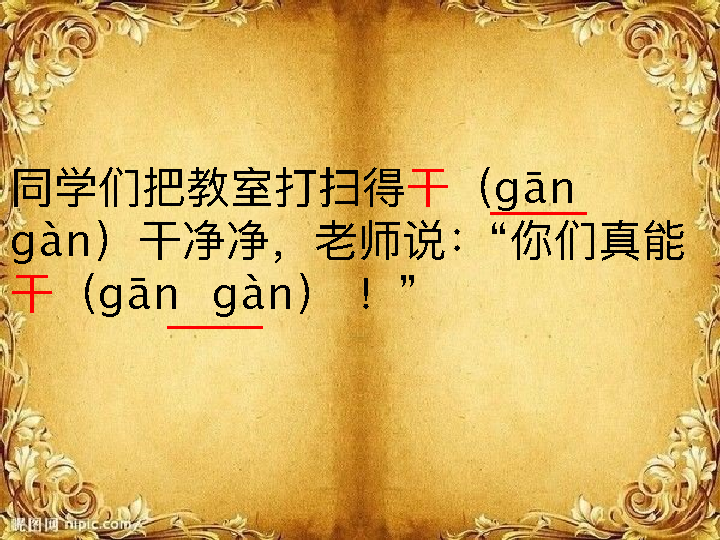 同学们把教室打扫得干（gān
gàn）干净净，老师说：“你们真能
干（gān  gàn） ！”
昵图网 nipic.com